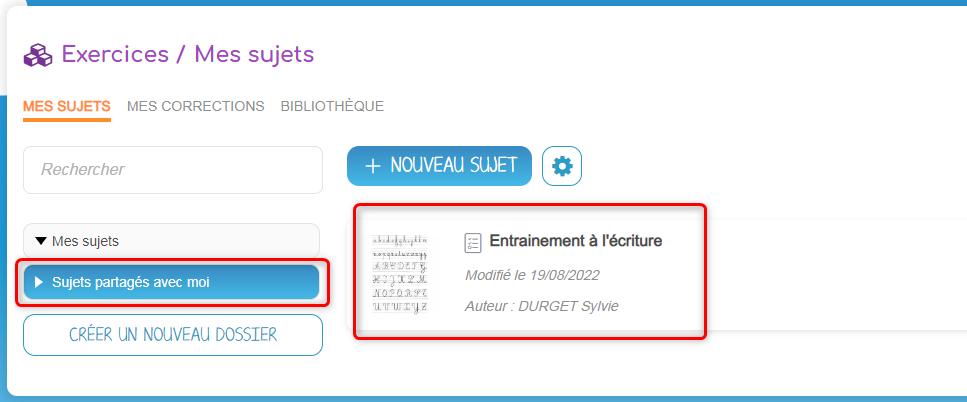 Exercices / Mes sujets
MES SUJETS MES CORRECTIONS BIBLIOTHÈQUE
Rechercher
+ NOUVEAU SUJET
Mes sujets
Sujets partagés avec moi
CRÉER UN NOUVEAU DOSSIER
Entrainement à l'écriture
Modifié le 19/08/2022
Auteur : DURGET Sylvie